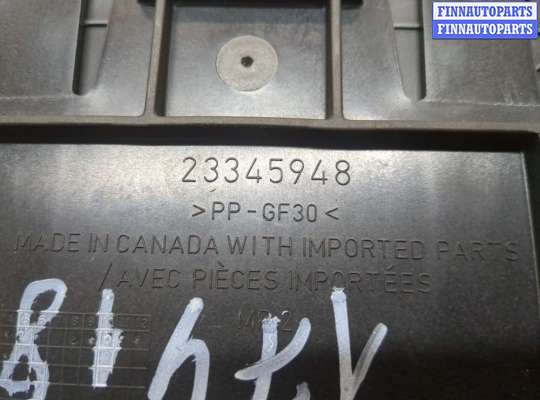 FINNAUTOPARTS
FINNAUTOPARTS
23345948
>PP-GF30<
MADE IN CANADA WITH IMPORTED PARTS
/AVEC PIÈCES IMPORTÉES